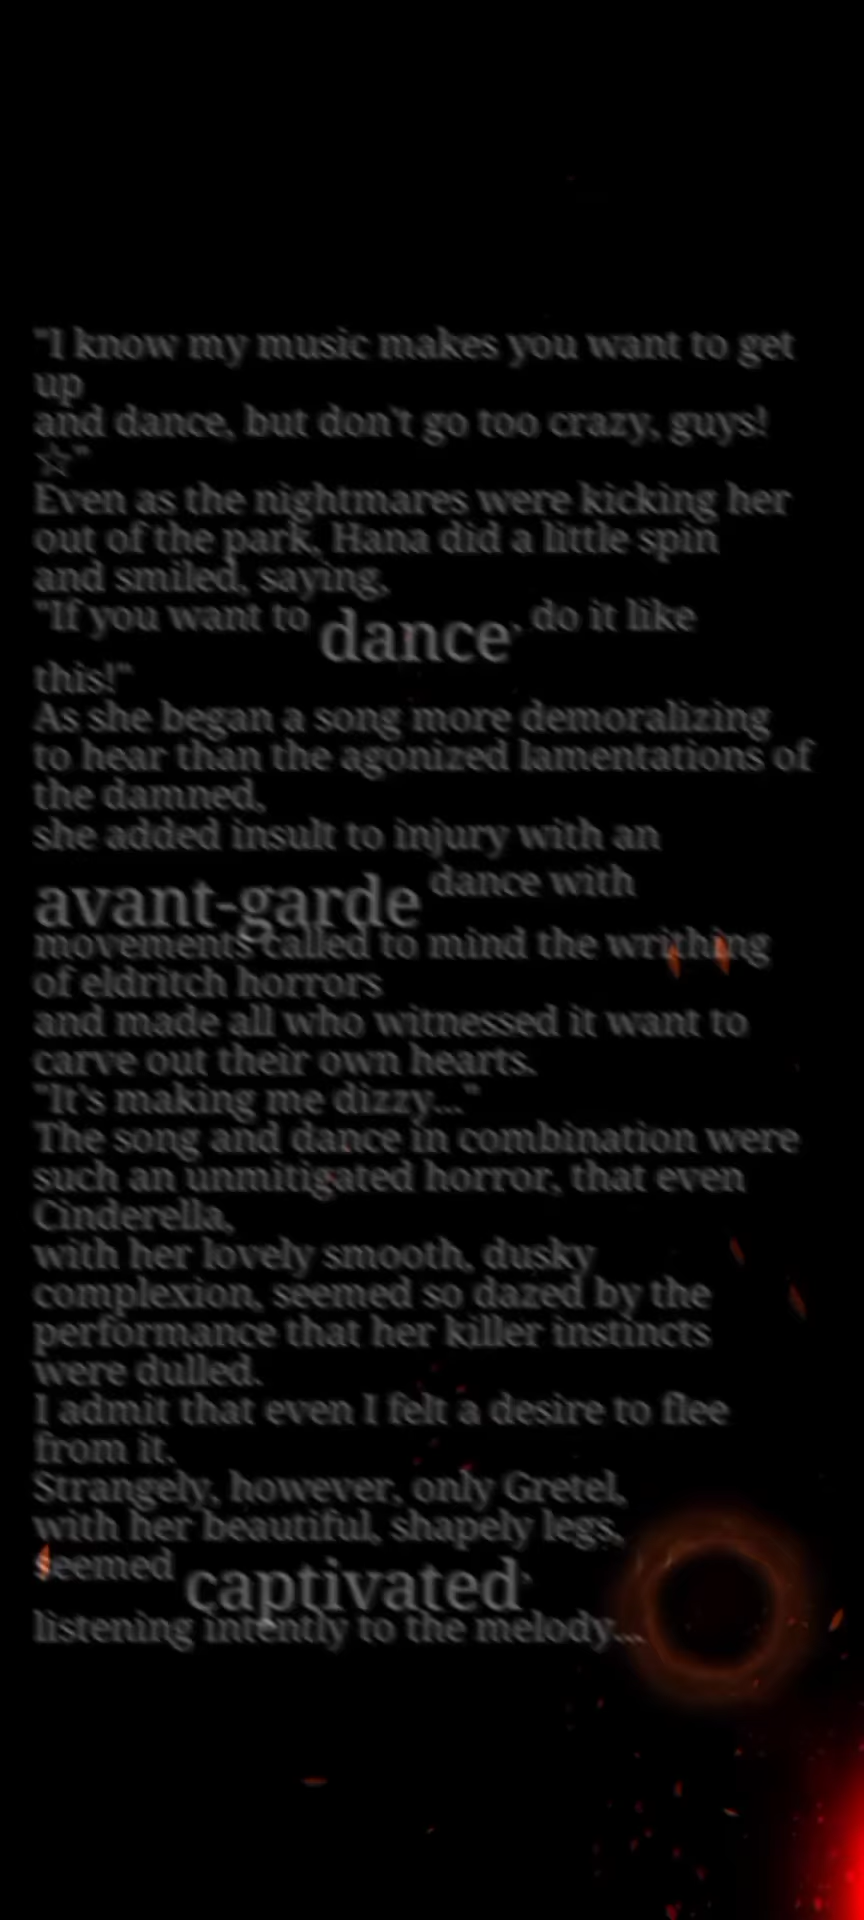 "I know my music makes you want to get
up
and dance, but don't go too crazy, guys!
☆"
Even as the nightmares were kicking her
out of the park, Hana did a little spin
and smiled, saying,
"If you want to dance, do it like
this!"
As she began a song more demoralizing
to hear than the agonized lamentations of
the damned,
she added insult to injury with an
avant-garde dance with
movements called to mind the writhing
of eldritch horrors
and made all who witnessed it want to
carve out their own hearts.
"It's making me dizzy..."
The song and dance in combination were
such an unmitigated horror, that even
Cinderella,
with her lovely smooth, dusky
complexion, seemed so dazed by the
performance that her killer instincts
were dulled.
I admit that even I felt a desire to flee
from it.
Strangely, however, only Gretel,
with her beautiful, shapely legs,
seemed captivated,
listening intently to the melody...